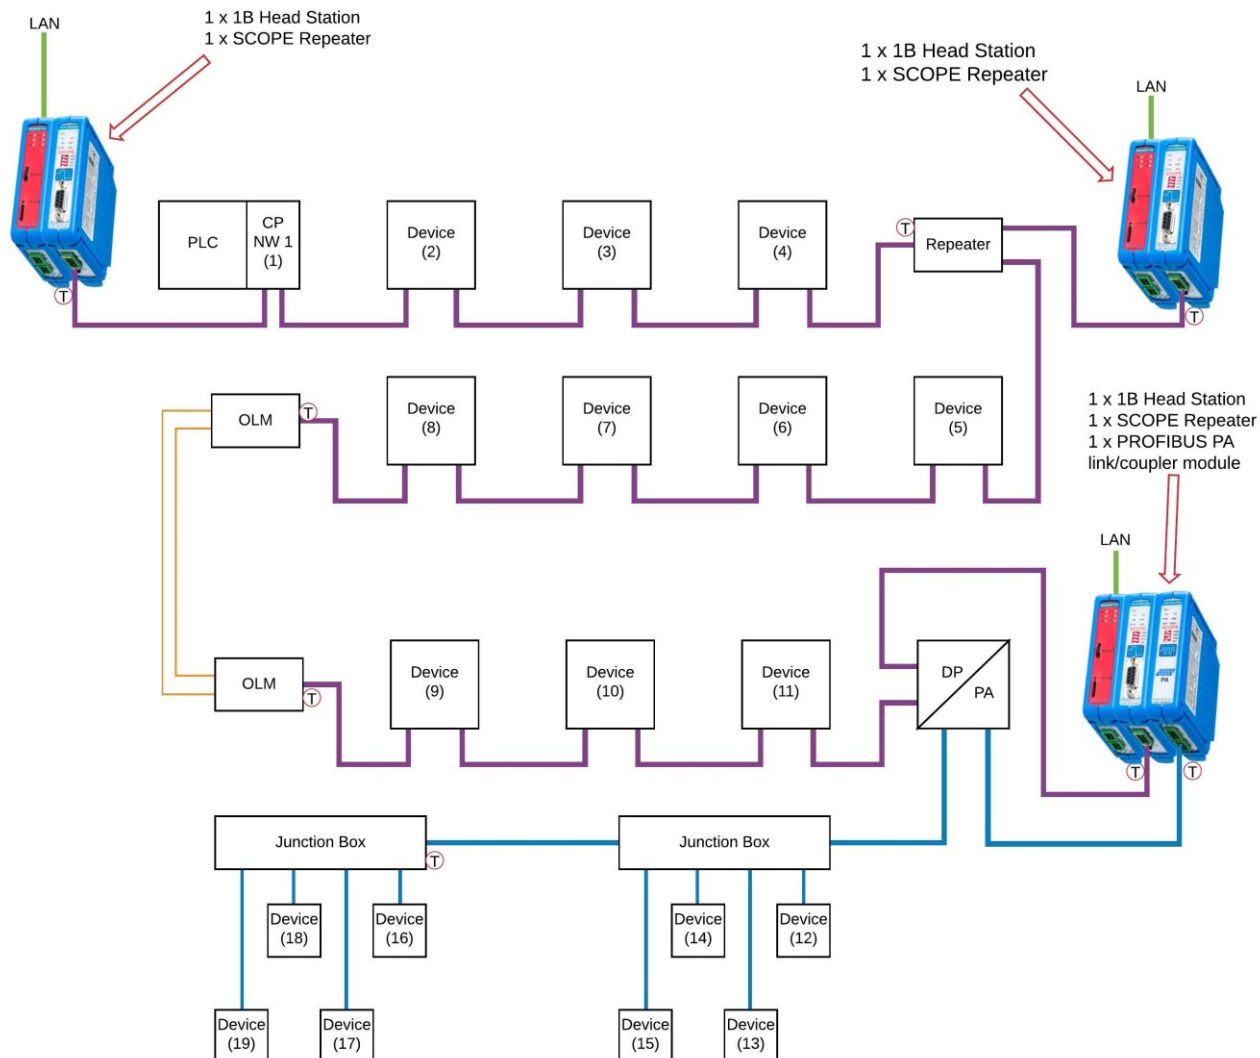 LAN
1 x 1B Head Station
1 x SCOPE Repeater
1 x 1B Head Station
1 x SCOPE Repeater
LAN
PLC
CP
NW 1
(1)
Device
(2)
Device
(3)
Device
(4)
T
Repeater
T
T
OLM
T
Device
(8)
Device
(7)
Device
(6)
Device
(5)
1 x 1B Head Station
1 x SCOPE Repeater
1 x PROFIBUS PA
link/coupler module
LAN
OLM
T
Device
(9)
Device
(10)
Device
(11)
DP
PA
SCOPE
PA
T
T
Junction Box
T
Junction Box
Device
(18)
Device
(16)
Device
(14)
Device
(12)
Device
(19)
Device
(17)
Device
(15)
Device
(13)